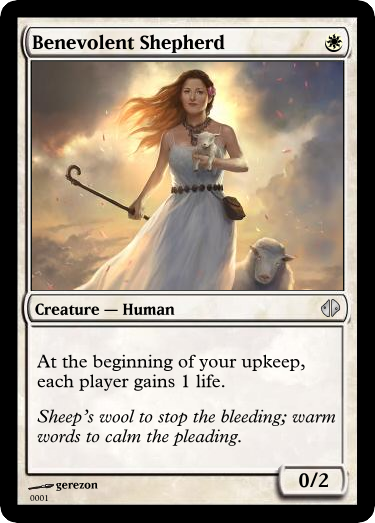 Benevolent Shepherd
Creature — Human
At the beginning of your upkeep,
each player gains 1 life.
Sheep's wool to stop the bleeding; warm
words to calm the pleading.
0/2
gerezon
0001